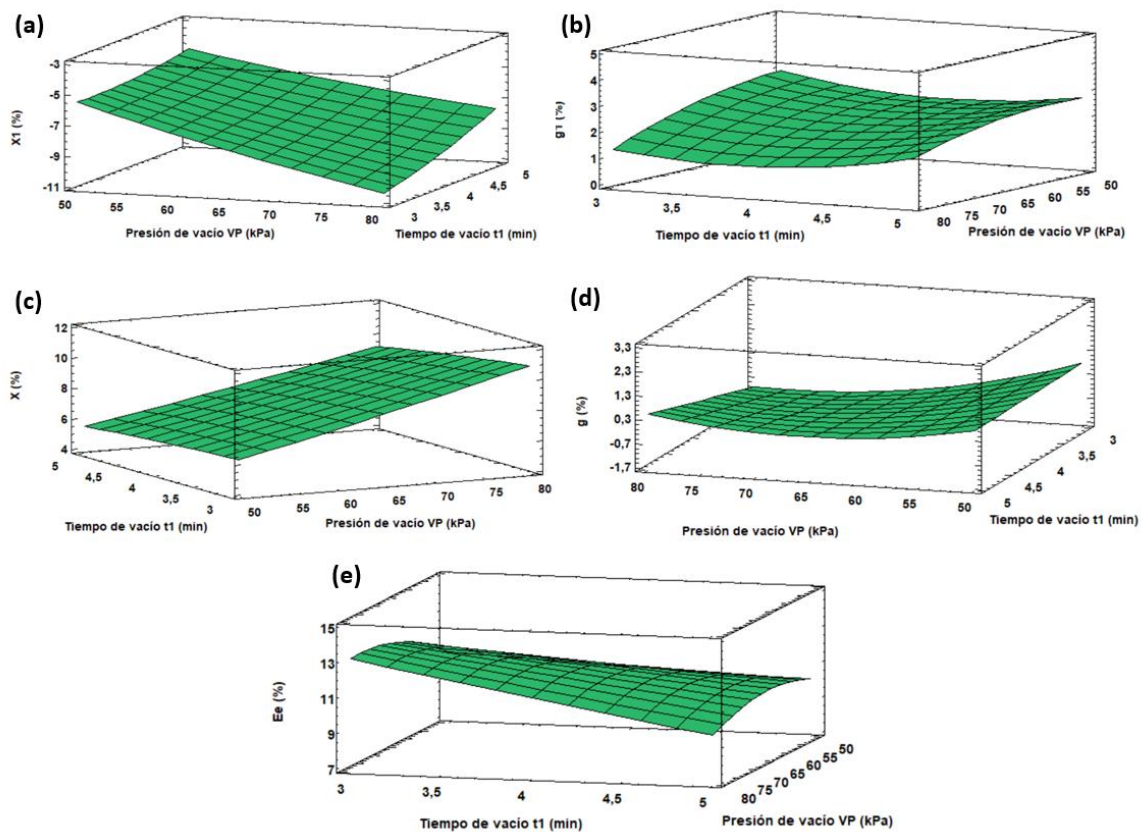 (a)
-3
-5
-7
-9
-11
X1 (%)
50 55 60 65 70 75 80
Presión de vacío VP (kPa)
3 3,5 4 4,5 5
Tiempo de vacío t1 (min)
(b)
5
4
3
2
1
0
g1 (%)
3 3,5 4 4,5 5
Tiempo de vacío t1 (min)
80 75 70 65 60 55 50
Presión de vacío VP (kPa)
(c)
12
10
8
6
4
X (%)
5 4,5 4 3,5 3
Tiempo de vacío t1 (min)
50 55 60 65 70 75 80
Presión de vacío VP (kPa)
(d)
3,3
2,3
1,3
0,3
-0,7
-1,7
g (%)
80 75 70 65 60 55 50
Presión de vacío VP (kPa)
5 4,5 4 3,5 3
Tiempo de vacío t1 (min)
(e)
15
13
11
9
7
Ee (%)
3 3,5 4 4,5 5
Tiempo de vacío t1 (min)
80 75 70 65 60 55 50
Presión de vacío VP (kPa)